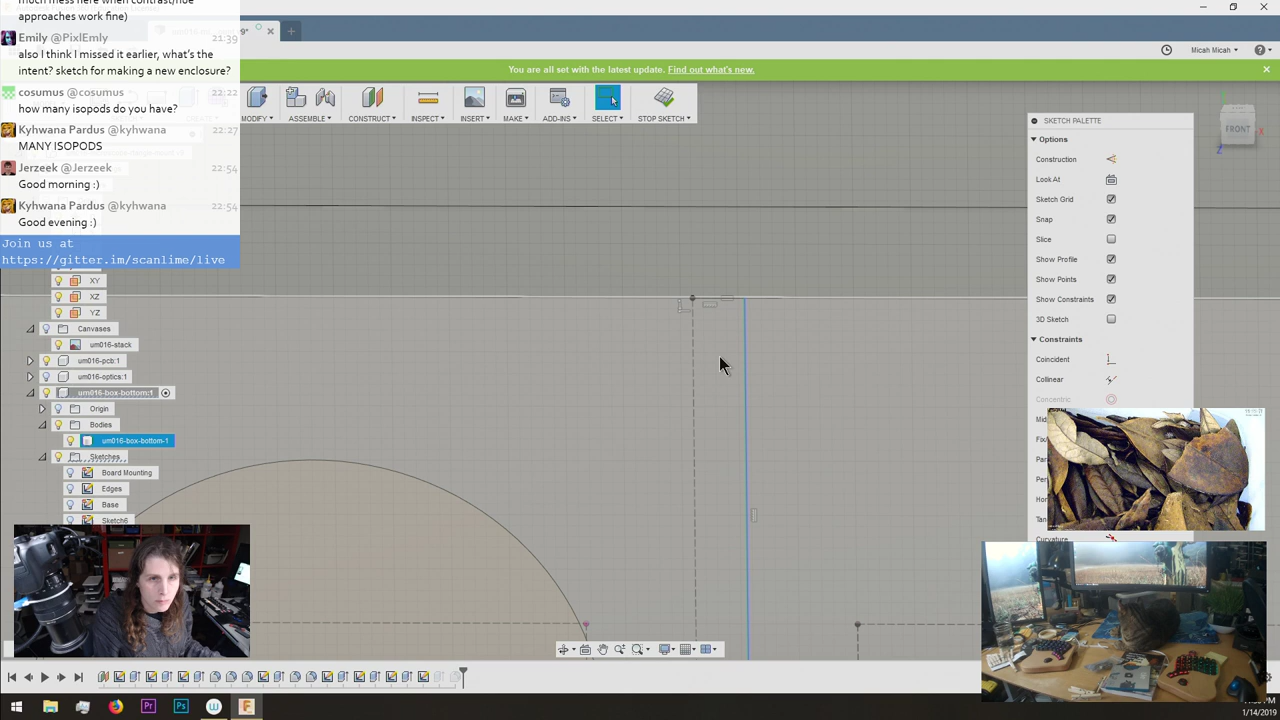 much mess here when contrast/hue
approaches work fine)
Emily @PixlEmly 21:39
also I think I missed it earlier, what's the
intent? sketch for making a new enclosure?
cosumus @cosumus 22:22
how many isopods do you have?
Kyhwana Pardus @kyhwana 22:27
MANY ISOPODS
Jerzeek @Jerzeek 22:54
Good morning :)
Kyhwana Pardus @kyhwana 22:54
Good evening :)
Join us at
https://gitter.im/scanlime/live
Micah Micah
You are all set with the latest update. Find out what's new.
MODIFY ASSEMBLE CONSTRUCT INSPECT INSERT MAKE ADD-INS SELECT STOP SKETCH
FRONT
X
Z
SKETCH PALETTE
Options
Construction
Look At
Sketch Grid
Snap
Slice
Show Profile
Show Points
Show Constraints
3D Sketch
Constraints
Coincident
Collinear
Concentric
Curvature
XY
XZ
YZ
Canvases
um016-stack
um016-pcb:1
um016-optics:1
um016-box-bottom:1
Origin
Bodies
um016-box-bottom-1
Sketches
Board Mounting
Edges
Base
Sketch6
1/14/2019